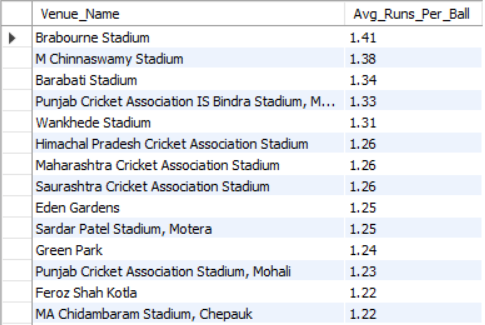 Venue_Name Avg_Runs_Per_Ball
Brabourne Stadium 1.41
M Chinnaswamy Stadium 1.38
Barabati Stadium 1.34
Punjab Cricket Association IS Bindra Stadium, M... 1.33
Wankhede Stadium 1.31
Himachal Pradesh Cricket Association Stadium 1.26
Maharashtra Cricket Association Stadium 1.26
Saurashtra Cricket Association Stadium 1.26
Eden Gardens 1.25
Sardar Patel Stadium, Motera 1.25
Green Park 1.24
Punjab Cricket Association Stadium, Mohali 1.23
Feroz Shah Kotla 1.22
MA Chidambaram Stadium, Chepauk 1.22